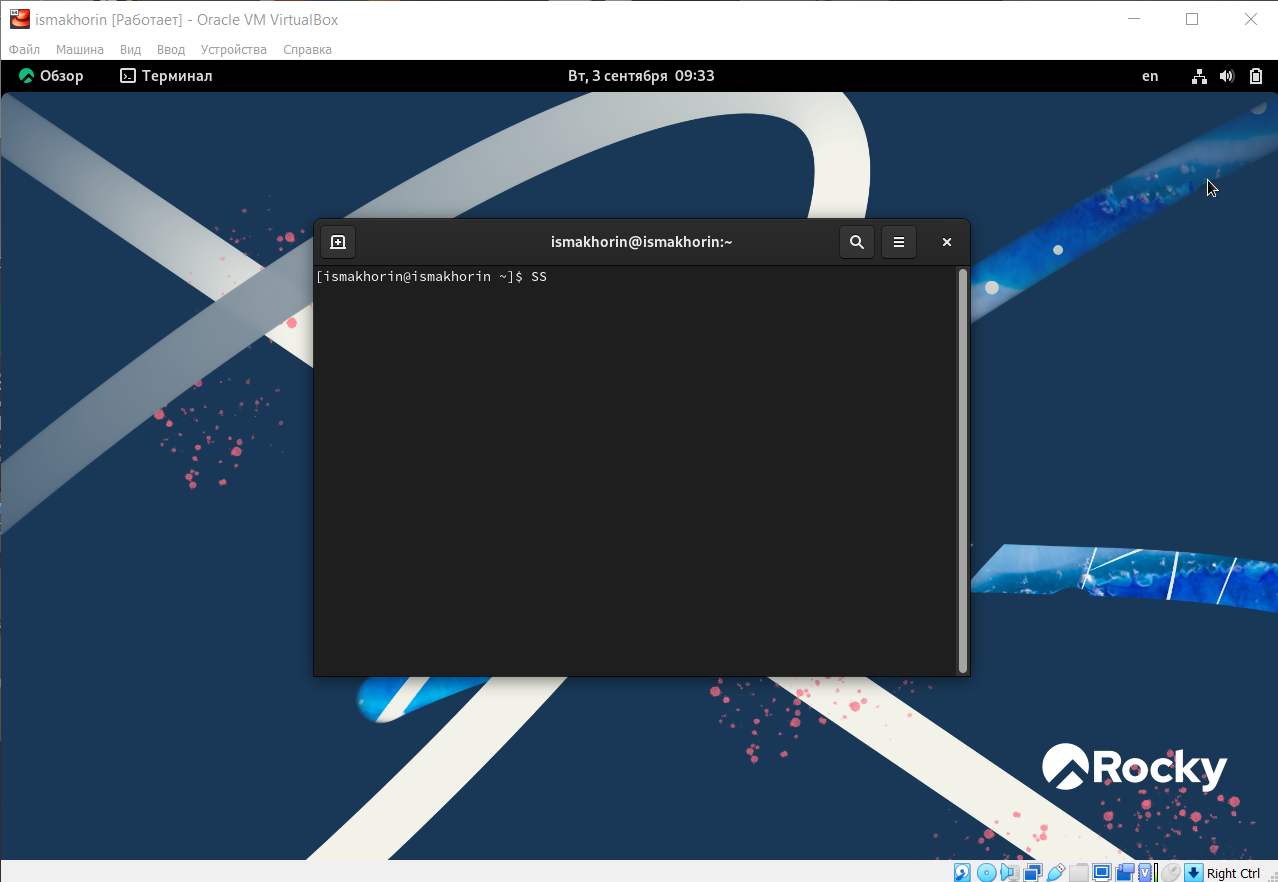 ismakhorin [Работает] - Oracle VM VirtualBox
Файл Машина Вид Ввод Устройства Справка
Обзор Терминал Вт, 3 сентября 09:33 en
ismakhorin@ismakhorin:~
[ismakhorin@ismakhorin ~]$ SS
Rocky
Right Ctrl